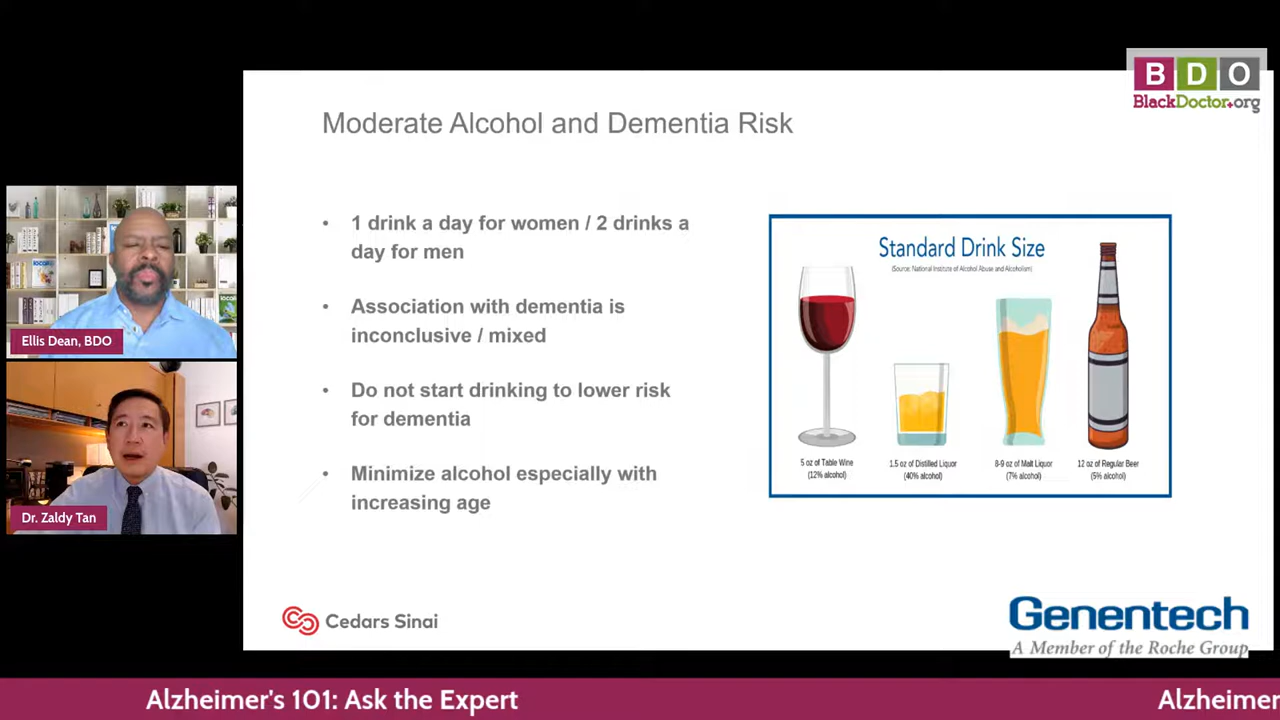 B D O
BlackDoctor.org
Moderate Alcohol and Dementia Risk
• 1 drink a day for women / 2 drinks a
day for men
• Association with dementia is
inconclusive / mixed
• Do not start drinking to lower risk
for dementia
• Minimize alcohol especially with
increasing age
Standard Drink Size
(Source: National Institute of Alcohol Abuse and Alcoholism)
5 oz of Table Wine
(12% alcohol)
1.5 oz of Distilled Liquor
(40% alcohol)
8-9 oz of Malt Liquor
(7% alcohol)
12 oz of Regular Beer
(5% alcohol)
Ellis Dean, BDO
Dr. Zaldy Tan
Cedars Sinai
Genentech
A Member of the Roche Group
Alzheimer's 101: Ask the Expert
Alzheimer